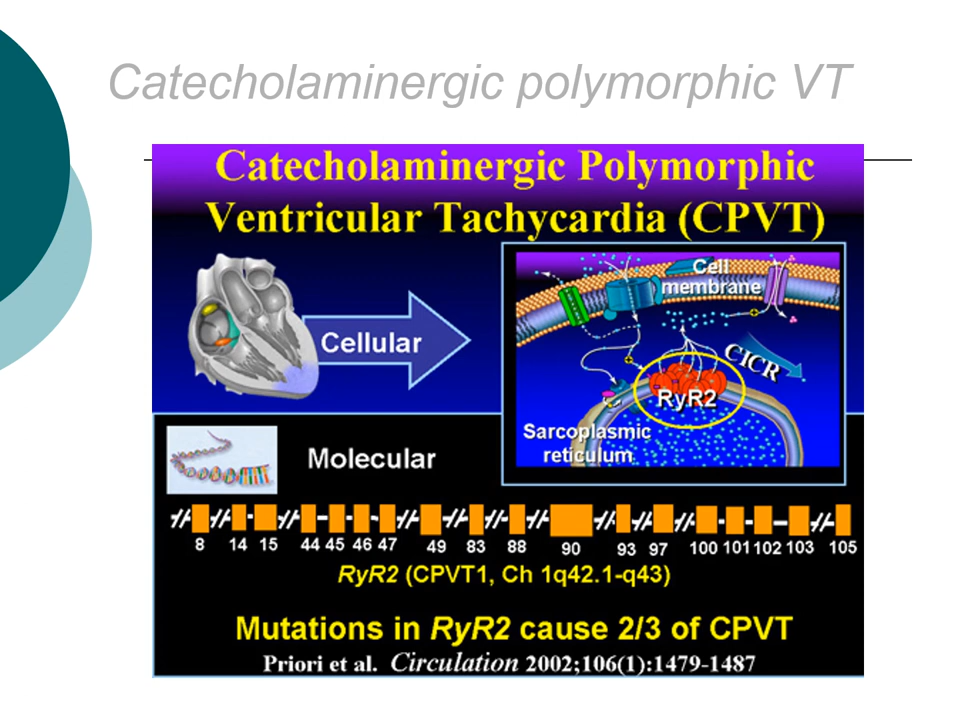 Catecholaminergic polymorphic VT
Catecholaminergic Polymorphic
Ventricular Tachycardia (CPVT)
Cellular
Cell
membrane
CICR
RyR2
Sarcoplasmic
reticulum
Molecular
8 14 15 44 45 46 47 49 83 88 90 93 97 100 101 102 103 105
RyR2 (CPVT1, Ch 1q42.1-q43)
Mutations in RyR2 cause 2/3 of CPVT
Priori et al. Circulation 2002;106(1):1479-1487